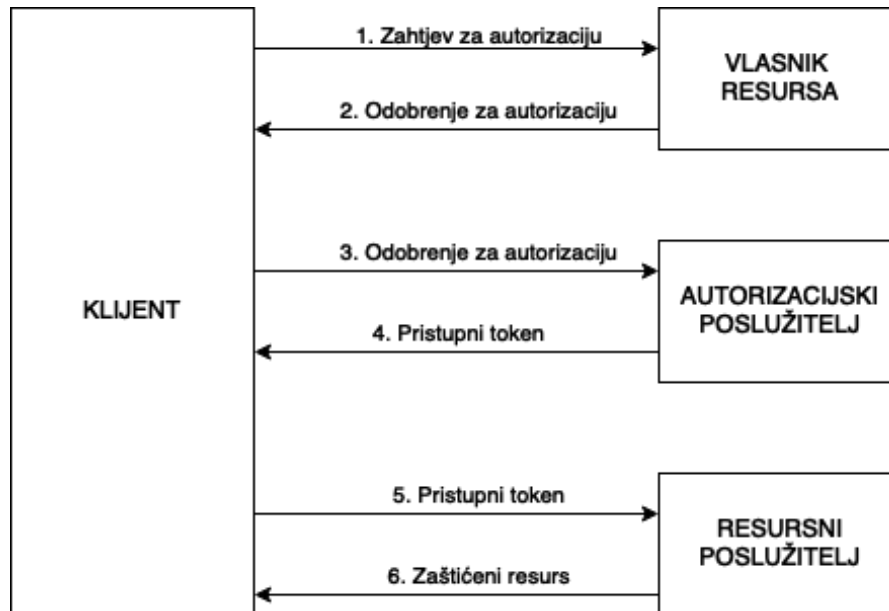 1. Zahtjev za autorizaciju
VLASNIK
RESURSA
2. Odobrenje za autorizaciju
3. Odobrenje za autorizaciju
KLIJENT
AUTORIZACIJSKI
POSLUŽITELJ
4. Pristupni token
5. Pristupni token
RESURSNI
POSLUŽITELJ
6. Zaštićeni resurs